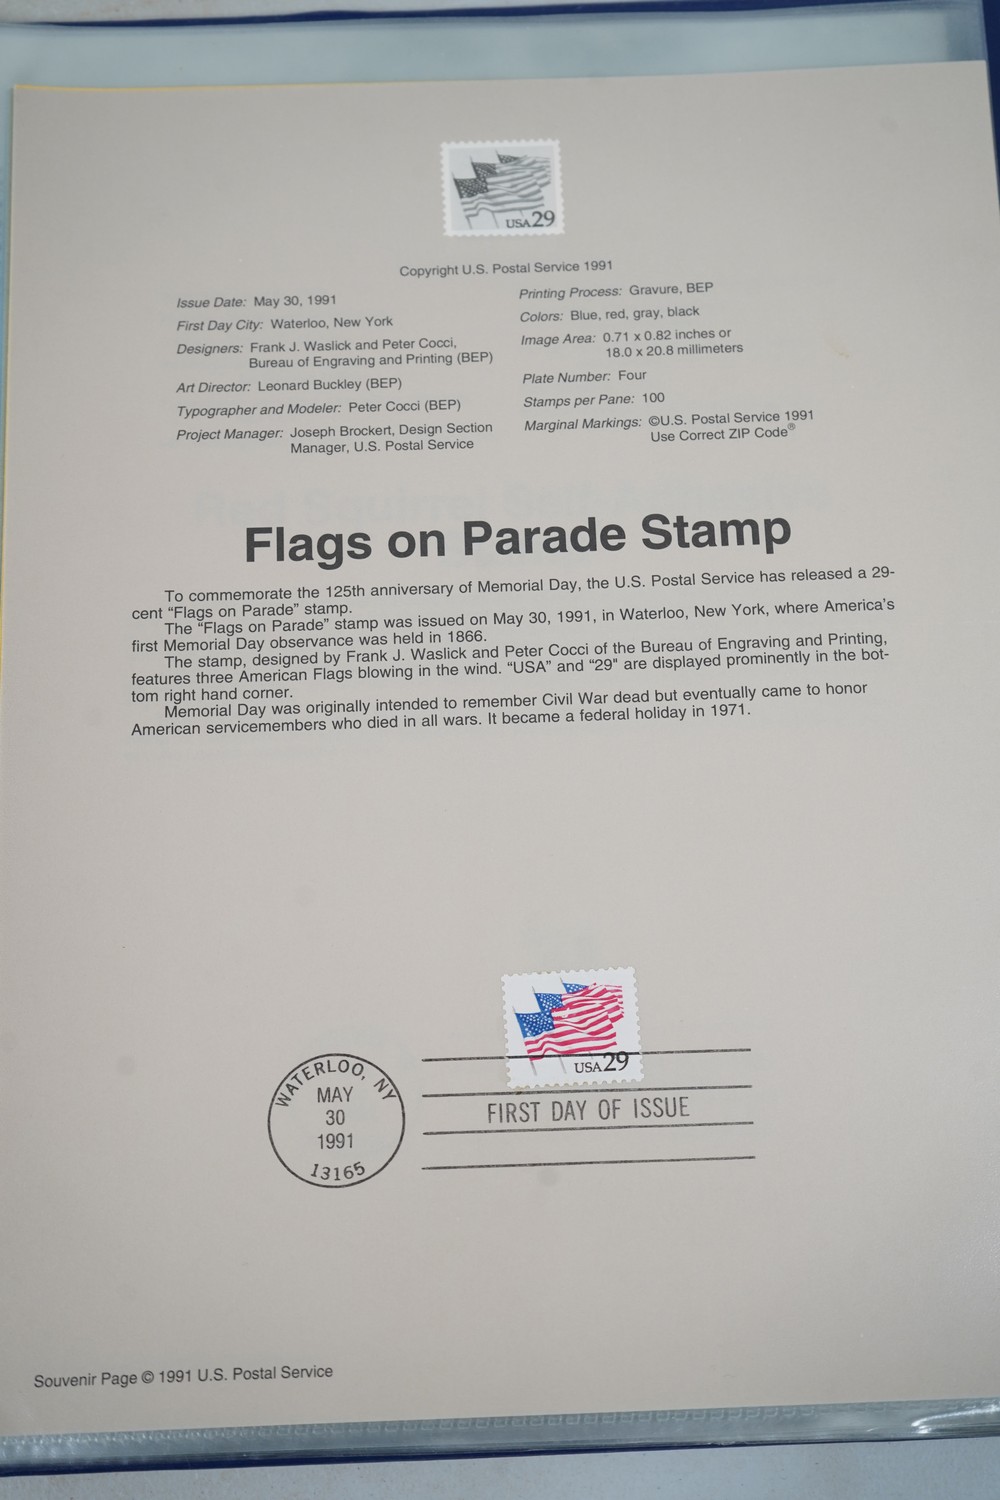 USA 29
Copyright U.S. Postal Service 1991
Issue Date: May 30, 1991
First Day City: Waterloo, New York
Designers: Frank J. Waslick and Peter Cocci,
Bureau of Engraving and Printing (BEP)
Art Director: Leonard Buckley (BEP)
Typographer and Modeler: Peter Cocci (BEP)
Project Manager: Joseph Brockert, Design Section
Manager, U.S. Postal Service
Printing Process: Gravure, BEP
Colors: Blue, red, gray, black
Image Area: 0.71 x 0.82 inches or
18.0 x 20.8 millimeters
Plate Number: Four
Stamps per Pane: 100
Marginal Markings: ©U.S. Postal Service 1991
Use Correct ZIP Code®
Flags on Parade Stamp
To commemorate the 125th anniversary of Memorial Day, the U.S. Postal Service has released a 29-
cent “Flags on Parade” stamp.
The “Flags on Parade” stamp was issued on May 30, 1991, in Waterloo, New York, where America's
first Memorial Day observance was held in 1866.
The stamp, designed by Frank J. Waslick and Peter Cocci of the Bureau of Engraving and Printing,
features three American Flags blowing in the wind. “USA” and “29" are displayed prominently in the bot-
tom right hand corner.
Memorial Day was originally intended to remember Civil War dead but eventually came to honor
American servicemembers who died in all wars. It became a federal holiday in 1971.
USA 29
WATERLOO, NY
MAY
30
1991
13165
FIRST DAY OF ISSUE
Souvenir Page © 1991 U.S. Postal Service